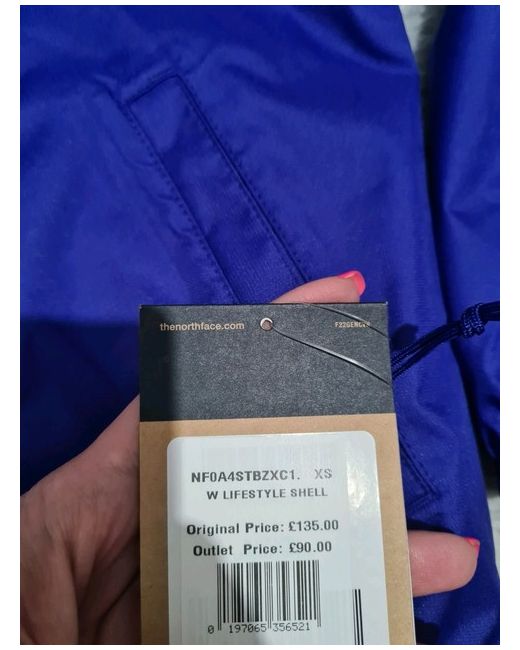 thenorthface.com
NF0A4STBZXC1. XS
W LIFESTYLE SHELL
Original Price: £135.00
Outlet Price: £90.00
0 197065 356521